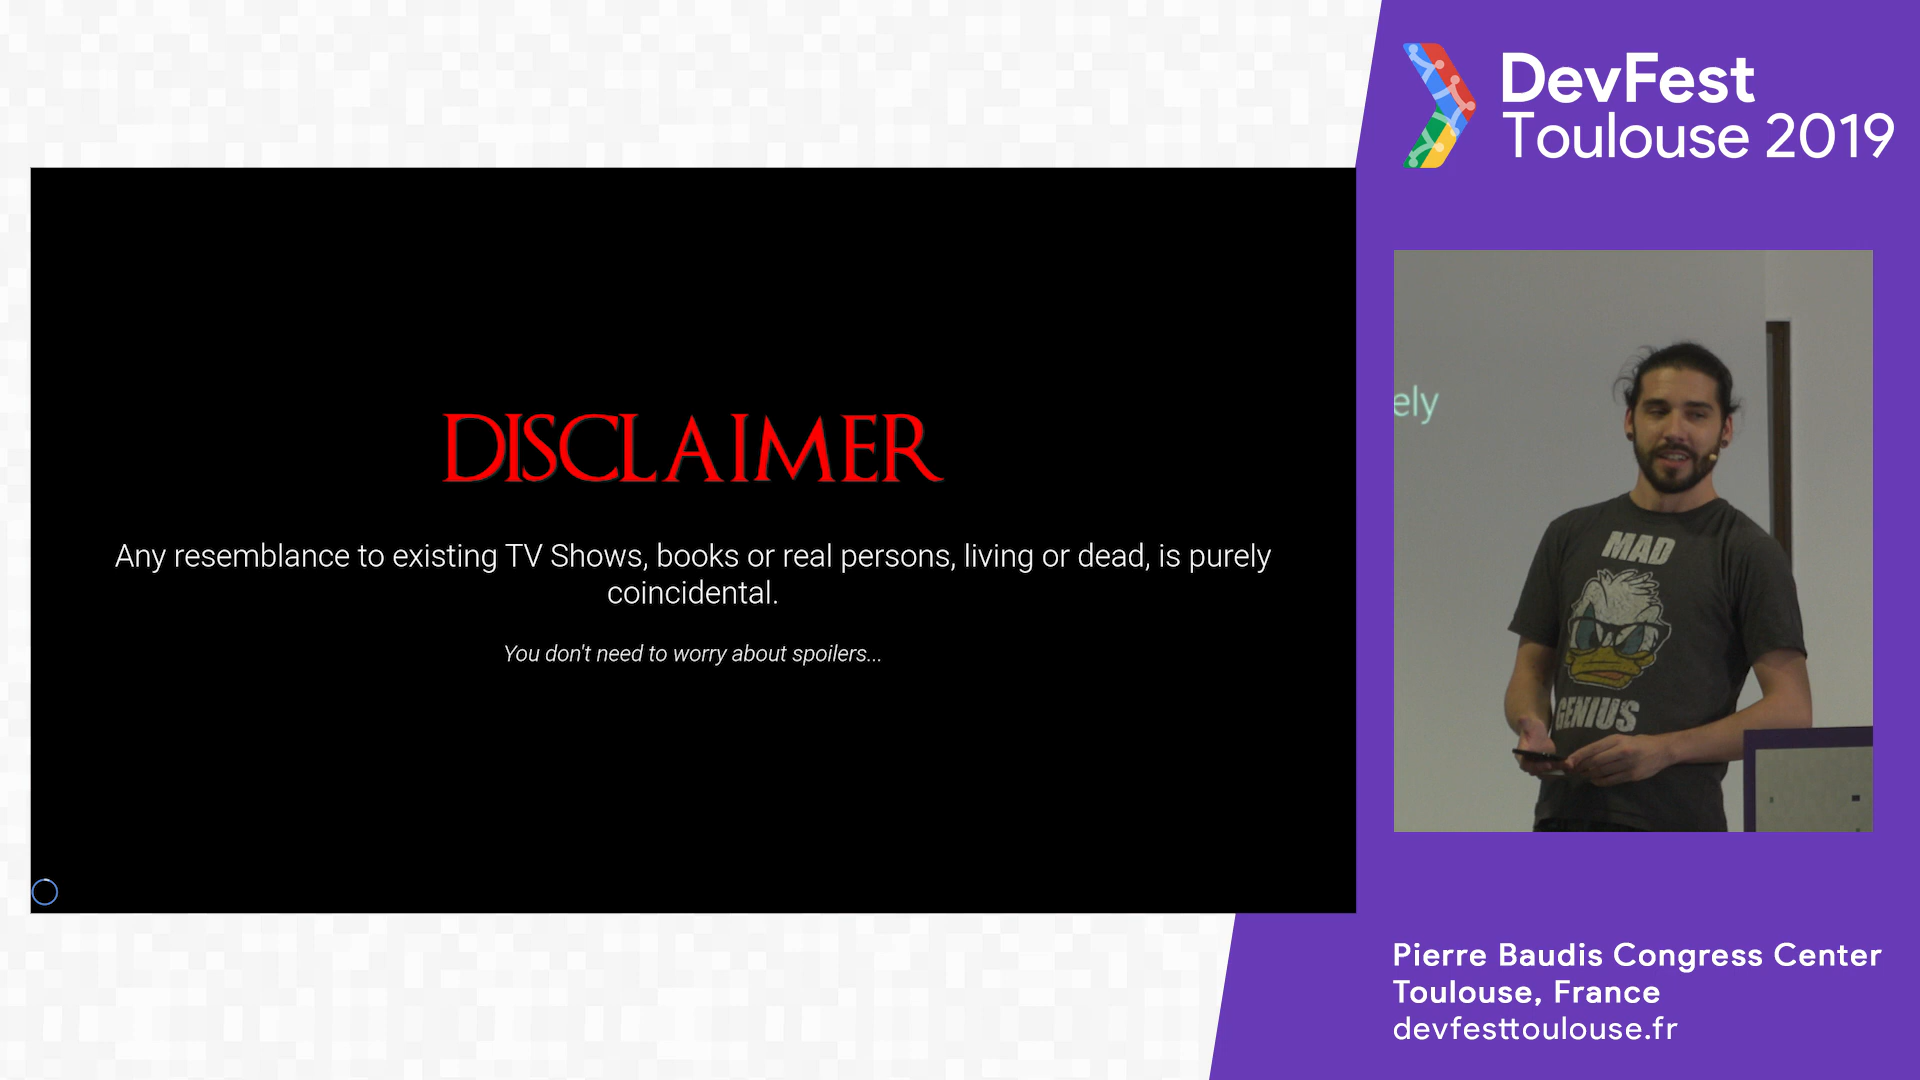 DevFest
Toulouse 2019
DISCLAIMER
Any resemblance to existing TV Shows, books or real persons, living or dead, is purely
coincidental.
You don't need to worry about spoilers...
ely
MAD
GENIUS
Pierre Baudis Congress Center
Toulouse, France
devfesttoulouse.fr